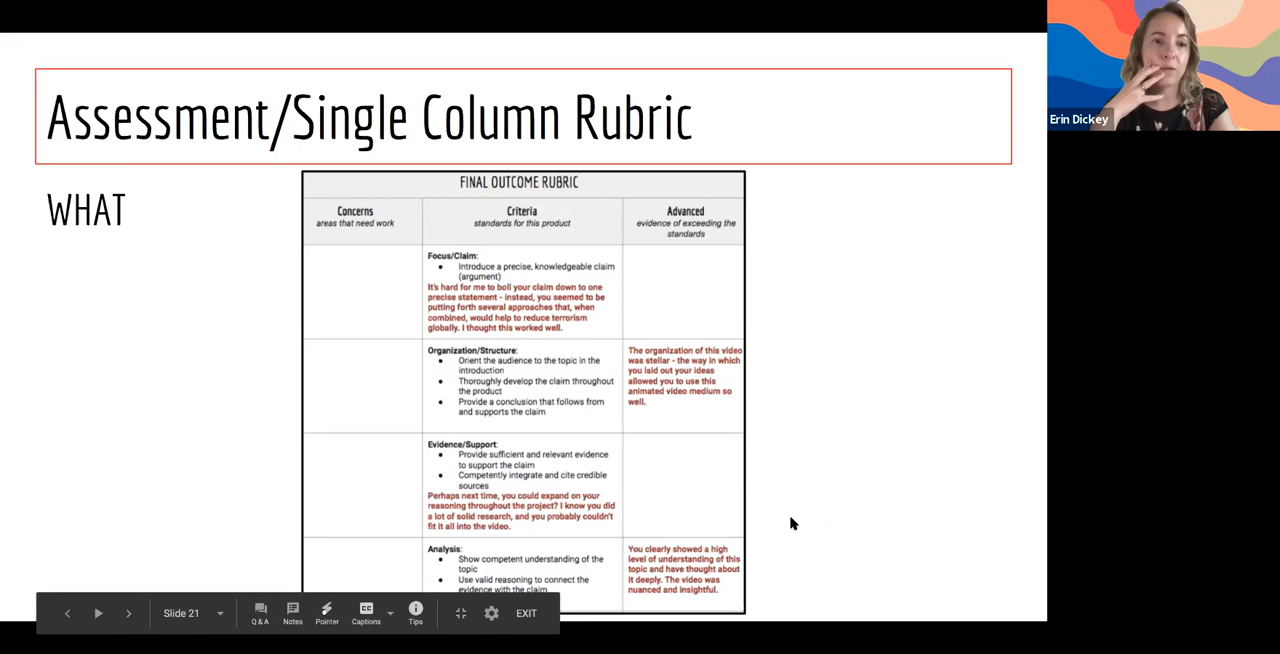 Assessment/Single Column Rubric
Erin Dickey
WHAT
FINAL OUTCOME RUBRIC
Concerns
areas that need work
Criteria
standards for this product
Advanced
evidence of exceeding the
standards
Focus/Claim:
● Introduce a precise, knowledgeable claim
(argument)
It's hard for me to boil your claim down to one
precise statement - instead, you seemed to be
putting forth several approaches that, when
combined, would help to reduce terrorism
globally. I thought this worked well.
Organization/Structure:
● Orient the audience to the topic in the
introduction
● Thoroughly develop the claim throughout
the product
● Provide a conclusion that follows from
and supports the claim
The organization of this video
was stellar - the way in which
you laid out your ideas
allowed you to use this
animated video medium so
well.
Evidence/Support:
● Provide sufficient and relevant evidence
to support the claim
● Competently integrate and cite credible
sources
Perhaps next time, you could expand on your
reasoning throughout the project? I know you did
a lot of solid research, and you probably couldn't
fit it all into the video.
Analysis:
● Show competent understanding of the
topic
● Use valid reasoning to connect the
evidence with the claim
You clearly showed a high
level of understanding of this
topic and have thought about
it deeply. The video was
nuanced and insightful.
Slide 21
Q & A
Notes
Pointer
Captions
Tips
EXIT